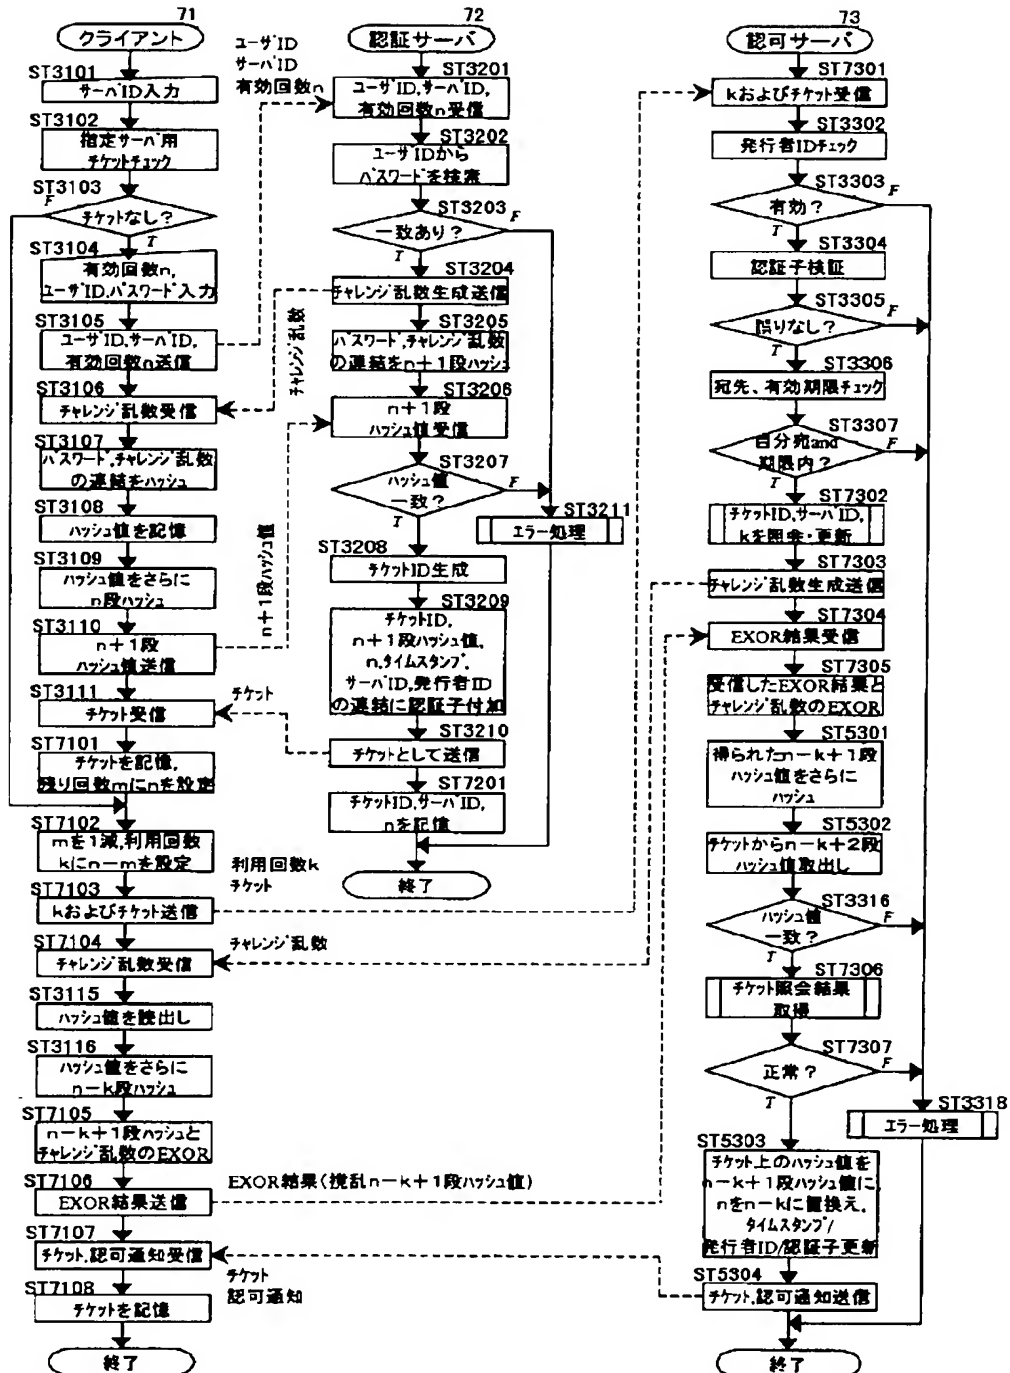 71
クライアント
ST3101
サーバID入力
ST3102
指定サーバ用
チケットチェック
ST3103
F
チケットなし？
T
ST3104
有効回数n,
ユーザID,パスワード入力
ST3105
ユーザID,サーバID,
有効回数n送信
ST3106
チャレンジ乱数受信
ST3107
パスワード,チャレンジ乱数
の連結をハッシュ
ST3108
ハッシュ値を記憶
ST3109
ハッシュ値をさらに
n段ハッシュ
ST3110
n＋1段
ハッシュ値送信
ST3111
チケット受信
ST7101
チケットを記憶,
残り回数mにnを設定
ST7102
mを1減,利用回数
kにn－mを設定
ST7103
kおよびチケット送信
ST7104
チャレンジ乱数受信
ST3115
ハッシュ値を読出し
ST3116
ハッシュ値をさらに
n－k段ハッシュ
ST7105
n－k＋1段ハッシュと
チャレンジ乱数のEXOR
ST7106
EXOR結果送信
ST7107
チケット,認可通知受信
ST7108
チケットを記憶
終了
ユーザID
サーバID
有効回数n
チャレンジ乱数
n＋1段ハッシュ値
チケット
利用回数k
チケット
チャレンジ乱数
EXOR結果(撹乱n－k＋1段ハッシュ値)
チケット
認可通知
72
認証サーバ
ST3201
ユーザID,サーバID,
有効回数n受信
ST3202
ユーザIDから
パスワードを検索
ST3203
F
一致あり？
T
ST3204
チャレンジ乱数生成送信
ST3205
パスワード,チャレンジ乱数
の連結をn＋1段ハッシュ
ST3206
n＋1段
ハッシュ値受信
ST3207
ハッシュ値
一致？
F
T
ST3211
エラー処理
ST3208
チケットID生成
ST3209
チケットID,
n＋1段ハッシュ値,
n,タイムスタンプ,
サーバID,発行者ID
の連結に認証子付加
ST3210
チケットとして送信
ST7201
チケットID,サーバID,
nを記憶
終了
73
認可サーバ
ST7301
kおよびチケット受信
ST3302
発行者IDチェック
ST3303
有効？
F
T
ST3304
認証子検証
ST3305
誤りなし？
F
T
ST3306
宛先、有効期限チェック
ST3307
自分宛and
期限内？
F
T
ST7302
チケットID,サーバID,
kを照会・更新
ST7303
チャレンジ乱数生成送信
ST7304
EXOR結果受信
ST7305
受信したEXOR結果と
チャレンジ乱数のEXOR
ST5301
得られたn－k＋1段
ハッシュ値をさらに
ハッシュ
ST5302
チケットからn－k＋2段
ハッシュ値取出し
ST3316
ハッシュ値
一致？
F
T
ST7306
チケット照会結果
取得
ST7307
正常？
F
T
ST3318
エラー処理
ST5303
チケット上のハッシュ値を
n－k＋1段ハッシュ値に,
nをn－kに置換え,
タイムスタンプ/
発行者ID/認証子更新
ST5304
チケット,認可通知送信
終了